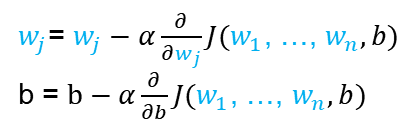 wⱼ = wⱼ − α ∂/∂wⱼ J(w₁ , …, wₙ, b)
b = b − α ∂/∂b J(w₁ , …, wₙ, b)